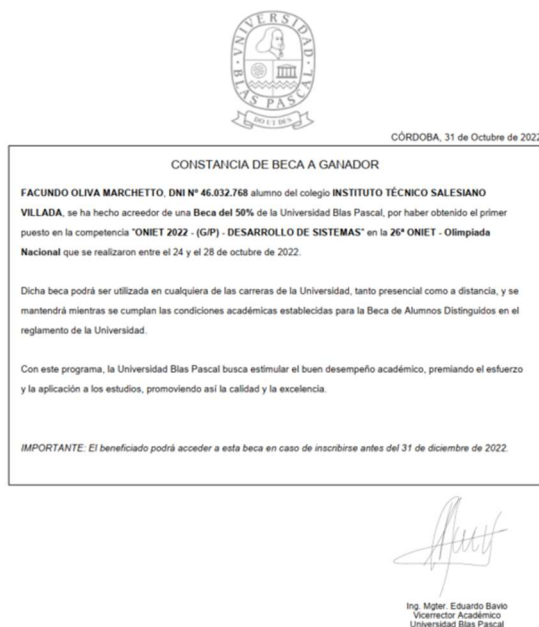 UNIVERSIDAD
BLAS PASCAL
DO UT DES
CÓRDOBA, 31 de Octubre de 2022
CONSTANCIA DE BECA A GANADOR
FACUNDO OLIVA MARCHETTO, DNI Nº 46.032.768 alumno del colegio INSTITUTO TÉCNICO SALESIANO
VILLADA, se ha hecho acreedor de una Beca del 50% de la Universidad Blas Pascal, por haber obtenido el primer
puesto en la competencia "ONIET 2022 - (G/P) - DESARROLLO DE SISTEMAS" en la 26ª ONIET - Olimpiada
Nacional que se realizaron entre el 24 y el 28 de octubre de 2022.
Dicha beca podrá ser utilizada en cualquiera de las carreras de la Universidad, tanto presencial como a distancia, y se
mantendrá mientras se cumplan las condiciones académicas establecidas para la Beca de Alumnos Distinguidos en el
reglamento de la Universidad.
Con este programa, la Universidad Blas Pascal busca estimular el buen desempeño académico, premiando el esfuerzo
y la aplicación a los estudios, promoviendo así la calidad y la excelencia.
IMPORTANTE: El beneficiado podrá acceder a esta beca en caso de inscribirse antes del 31 de diciembre de 2022.
Ing. Mgter. Eduardo Bavio
Vicerrector Académico
Universidad Blas Pascal